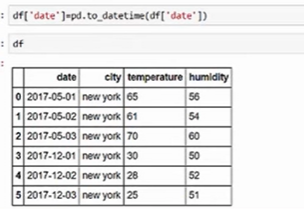 : df['date']=pd.to_datetime(df['date'])
: df
:
date city temperature humidity
0 2017-05-01 new york 65 56
1 2017-05-02 new york 61 54
2 2017-05-03 new york 70 60
3 2017-12-01 new york 30 50
4 2017-12-02 new york 28 52
5 2017-12-03 new york 25 51